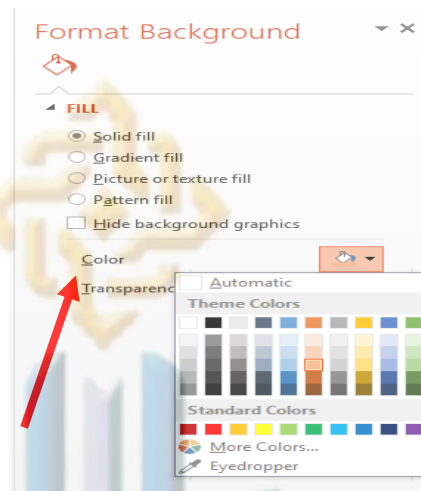 Format Background
FILL
Solid fill
Gradient fill
Picture or texture fill
Pattern fill
Hide background graphics
Color
Transparenc
Automatic
Theme Colors
Standard Colors
More Colors...
Eyedropper